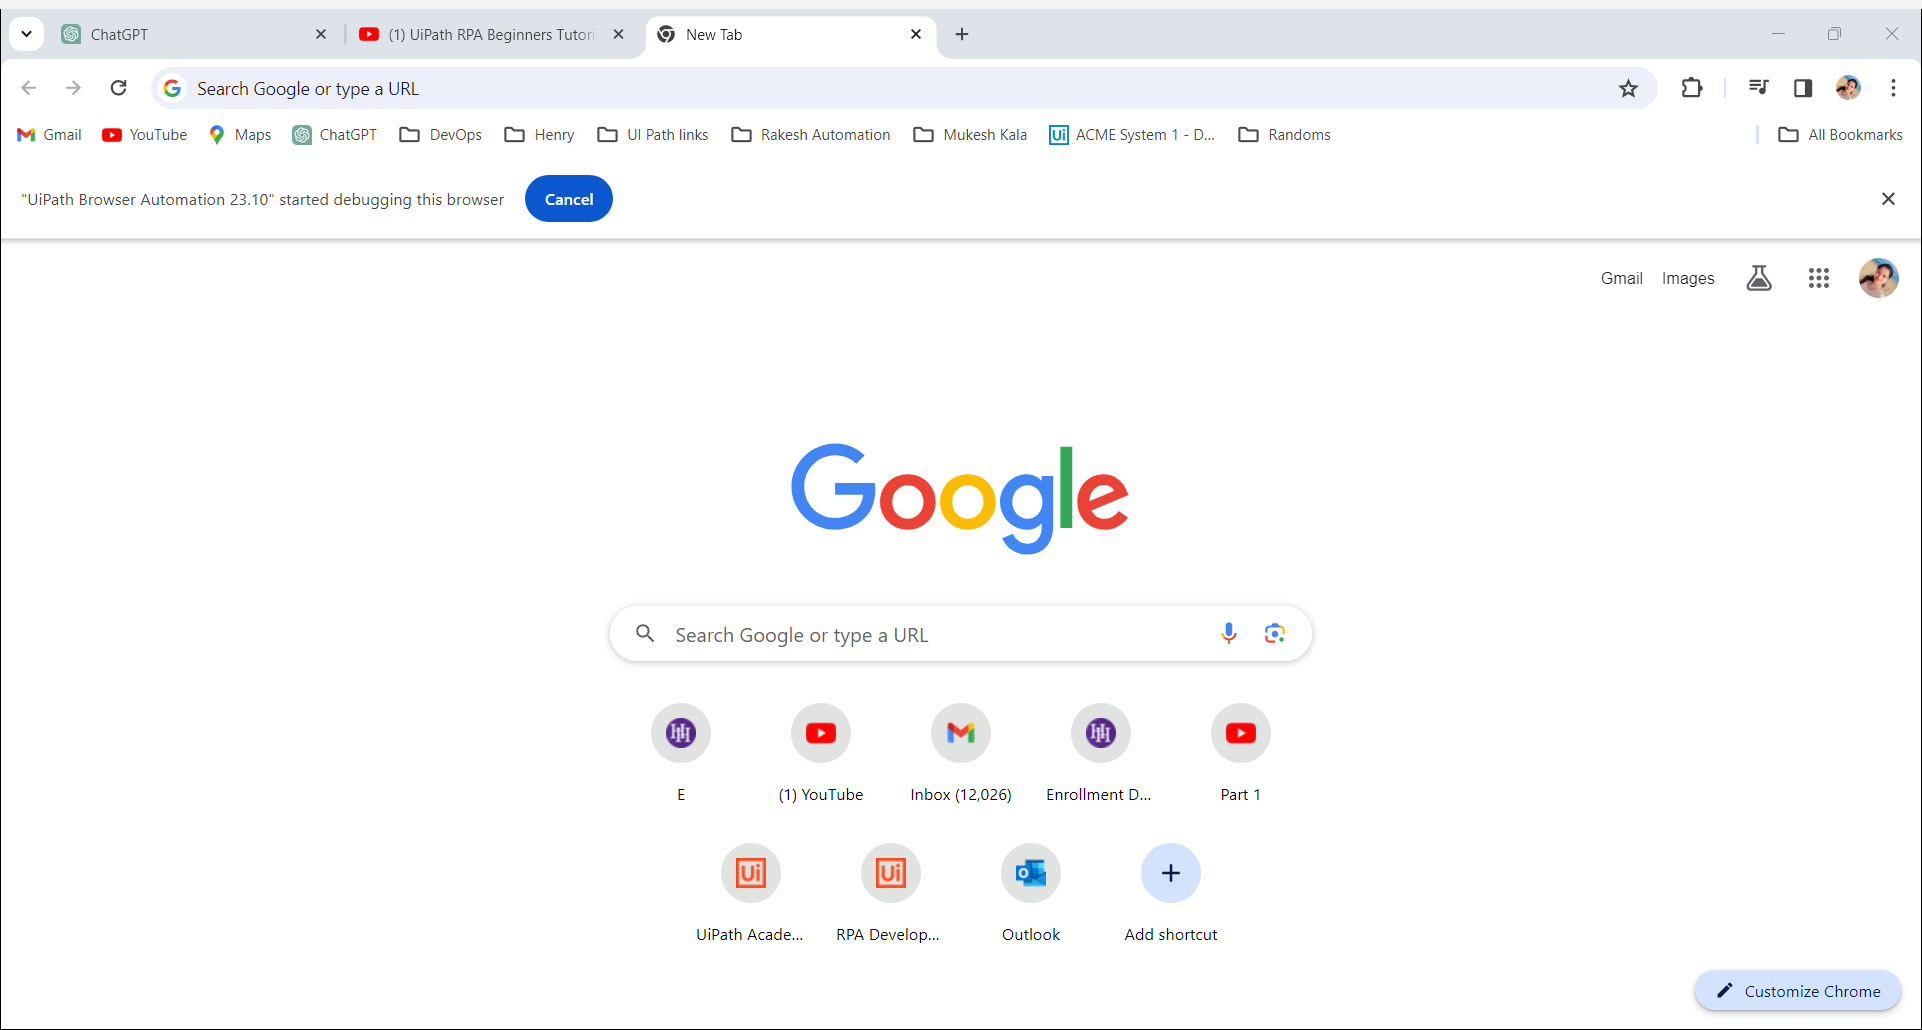 ChatGPT
(1) UiPath RPA Beginners Tutori
New Tab
Search Google or type a URL
Gmail YouTube Maps ChatGPT DevOps Henry UI Path links Rakesh Automation Mukesh Kala Ui ACME System 1 - D... Randoms All Bookmarks
"UiPath Browser Automation 23.10" started debugging this browser Cancel
Gmail Images
Google
Search Google or type a URL
E (1) YouTube Inbox (12,026) Enrollment D... Part 1
Ui Ui
UiPath Acade... RPA Develop... Outlook Add shortcut
Customize Chrome